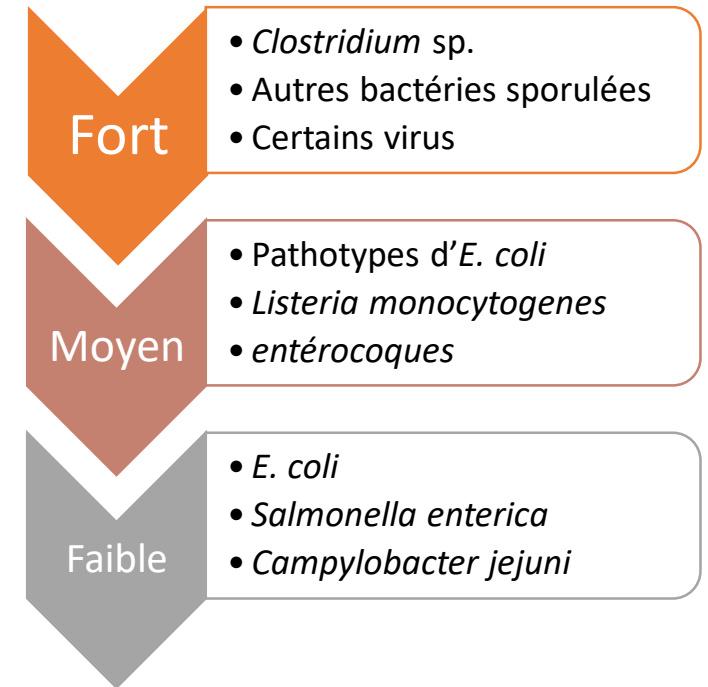 Fort
• Clostridium sp.
• Autres bactéries sporulées
• Certains virus
Moyen
• Pathotypes d’E. coli
• Listeria monocytogenes
• entérocoques
Faible
• E. coli
• Salmonella enterica
• Campylobacter jejuni